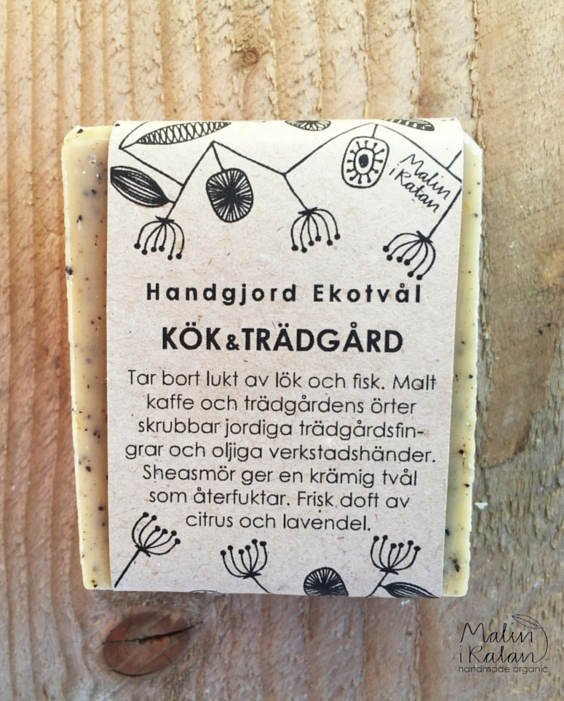 Malin
i Ratan
Handgjord Ekotvål
KÖK & TRÄDGÅRD
Tar bort lukt av lök och fisk. Malt
kaffe och trädgårdens örter
skrubbar jordiga trädgårdsfin-
grar och oljiga verkstadshänder.
Sheasmör ger en krämig tvål
som återfuktar. Frisk doft av
citrus och lavendel.
Malin
i Ratan
handmade organic